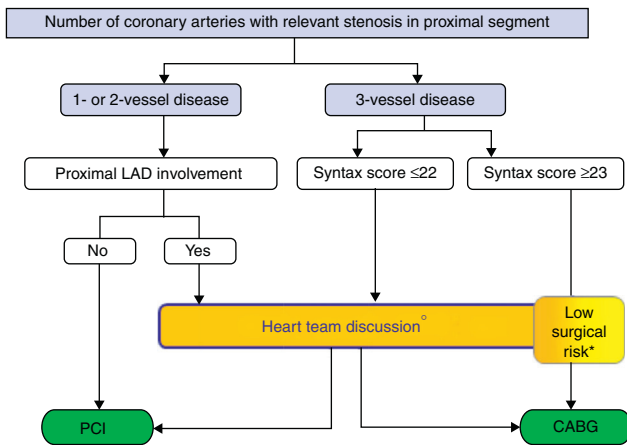 Number of coronary arteries with relevant stenosis in proximal segment
1- or 2-vessel disease
3-vessel disease
Proximal LAD involvement
Syntax score ≤22
Syntax score ≥23
No
Yes
Heart team discussion°
Low
surgical
risk*
PCI
CABG